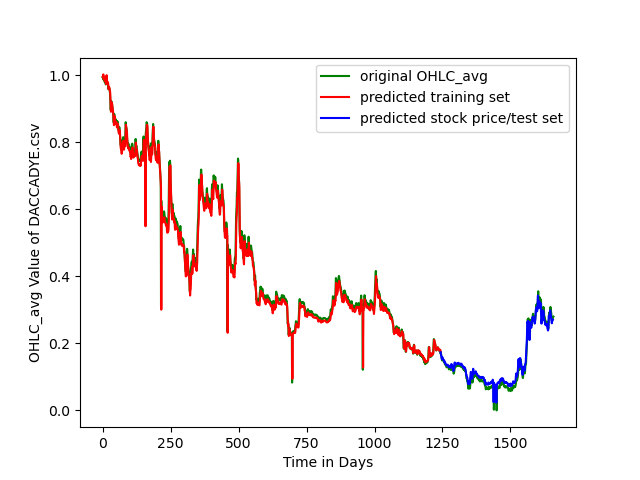 original OHLC_avg
predicted training set
predicted stock price/test set
OHLC_avg Value of DACCADYE.csv
1.0
0.8
0.6
0.4
0.2
0.0
0 250 500 750 1000 1250 1500
Time in Days